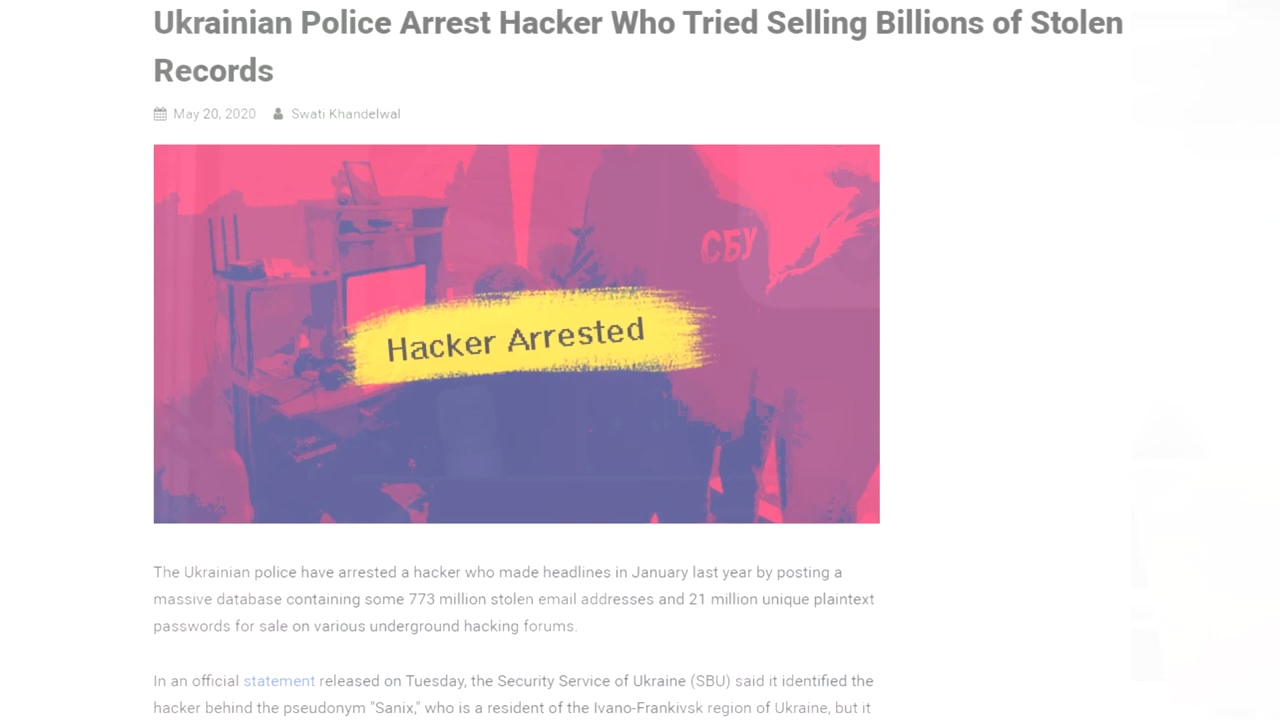 Ukrainian Police Arrest Hacker Who Tried Selling Billions of Stolen
Records
May 20, 2020 Swati Khandelwal
СБУ
Hacker Arrested
The Ukrainian police have arrested a hacker who made headlines in January last year by posting a
massive database containing some 773 million stolen email addresses and 21 million unique plaintext
passwords for sale on various underground hacking forums.
In an official statement released on Tuesday, the Security Service of Ukraine (SBU) said it identified the
hacker behind the pseudonym "Sanix," who is a resident of the Ivano-Frankivsk region of Ukraine, but it